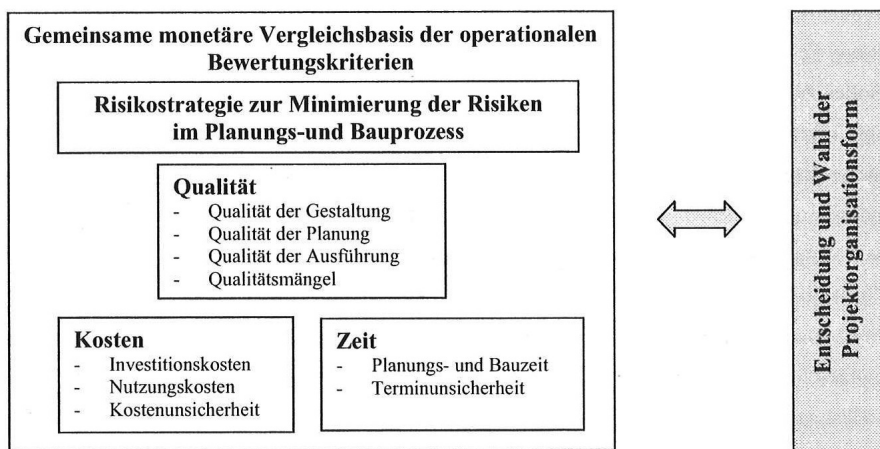 Gemeinsame monetäre Vergleichsbasis der operationalen
Bewertungskriterien
Risikostrategie zur Minimierung der Risiken
im Planungs-und Bauprozess
Qualität
- Qualität der Gestaltung
- Qualität der Planung
- Qualität der Ausführung
- Qualitätsmängel
Kosten
- Investitionskosten
- Nutzungskosten
- Kostenunsicherheit
Zeit
- Planungs- und Bauzeit
- Terminunsicherheit
Entscheidung und Wahl der
Projektorganisationsform